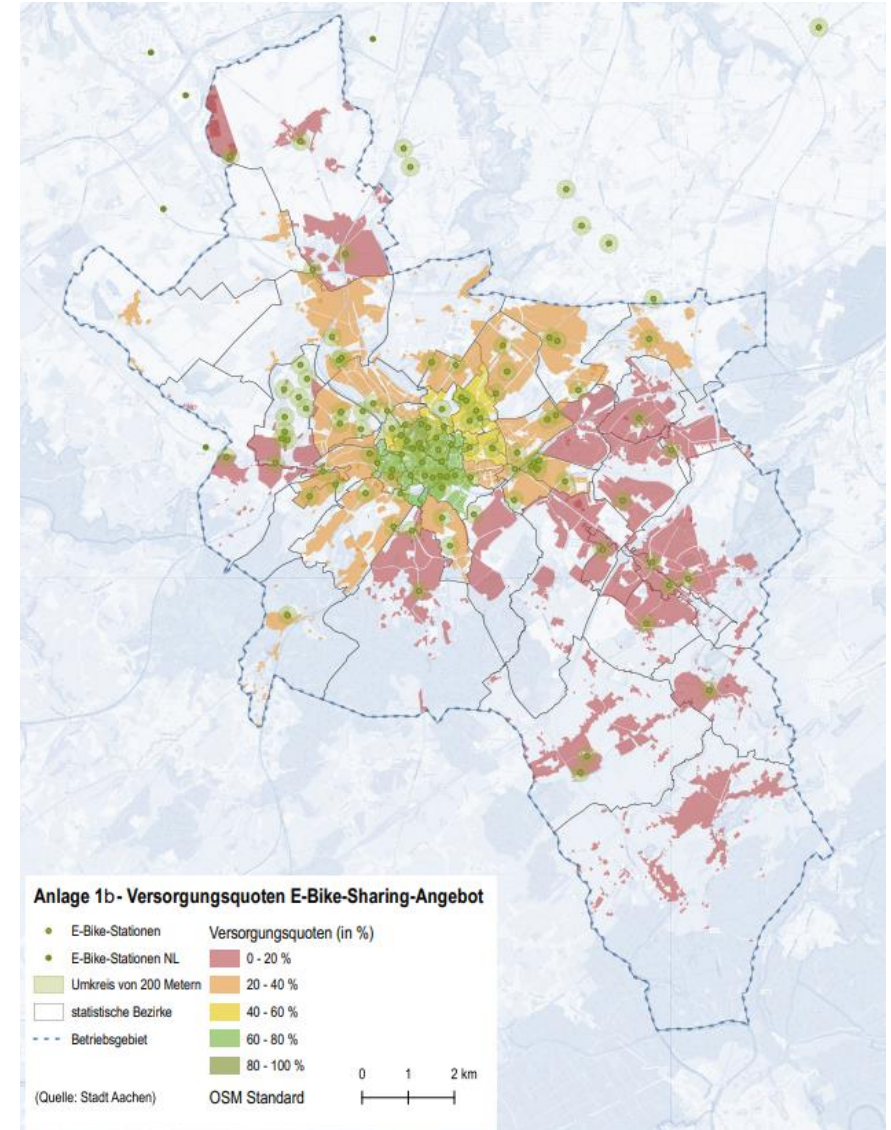 Anlage 1b - Versorgungsquoten E-Bike-Sharing-Angebot
E-Bike-Stationen
E-Bike-Stationen NL
Umkreis von 200 Metern
statistische Bezirke
Betriebsgebiet
(Quelle: Stadt Aachen)
Versorgungsquoten (in %)
0 - 20 %
20 - 40 %
40 - 60 %
60 - 80 %
80 - 100 %
OSM Standard
0 1 2 km